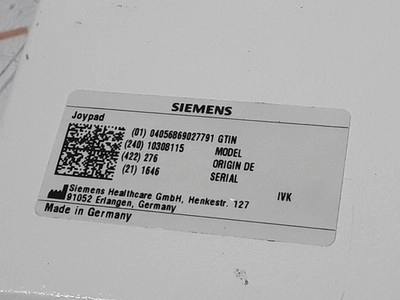 SIEMENS
Joypad
(01) 04056869027791 GTIN
(240) 10308115 MODEL
(422) 276 ORIGIN DE
(21) 1646 SERIAL
Siemens Healthcare GmbH, Henkestr. 127 IVK
91052 Erlangen, Germany
Made in Germany